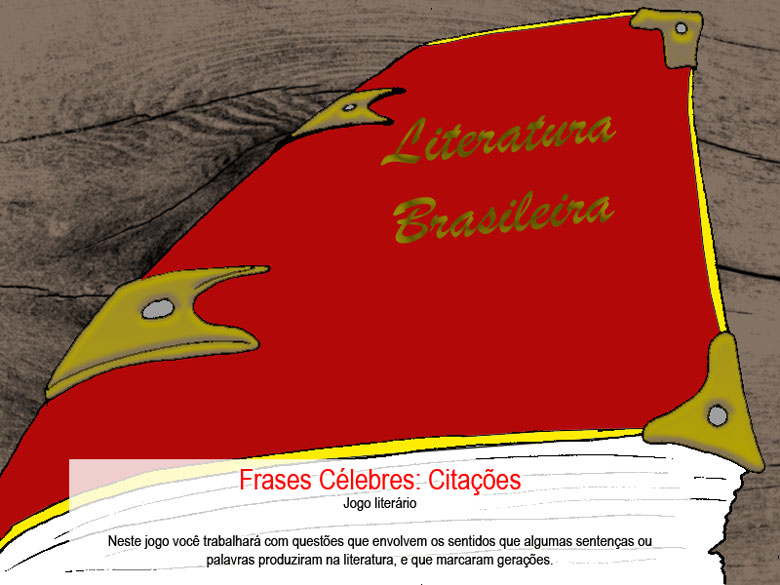 Literatura
Brasileira
Frases Célebres: Citações
Jogo literário
Neste jogo você trabalhará com questões que envolvem os sentidos que algumas sentenças ou
palavras produziram na literatura, e que marcaram gerações.